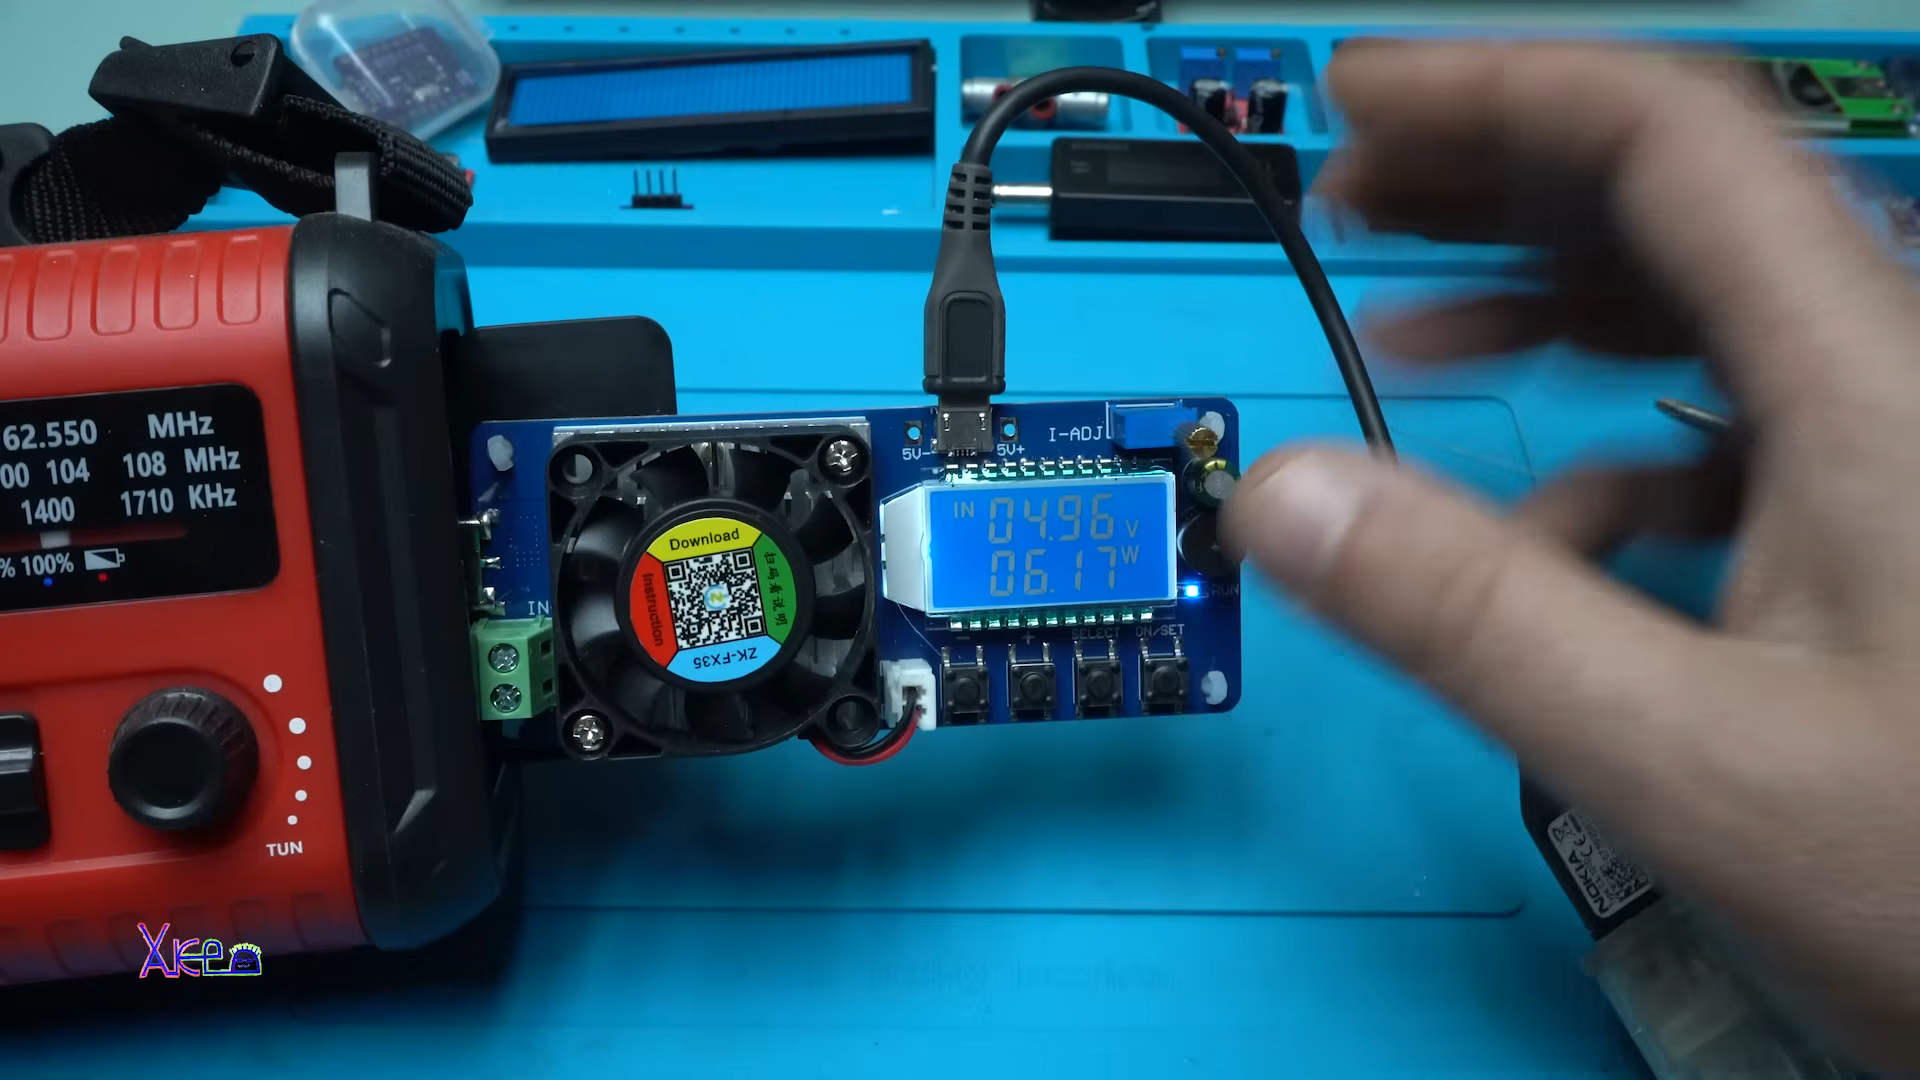 62.550 MHz
00 104 108 MHz
1400 1710 KHz
% 100%
TUN
IN
Download
Instruction
扫码看说明
ZK-FX35
5V-
5V+
I-ADJ
IN 04.96 V
06.17 W
RUN
- + SELECT ON/SET
NOKIA
XKC